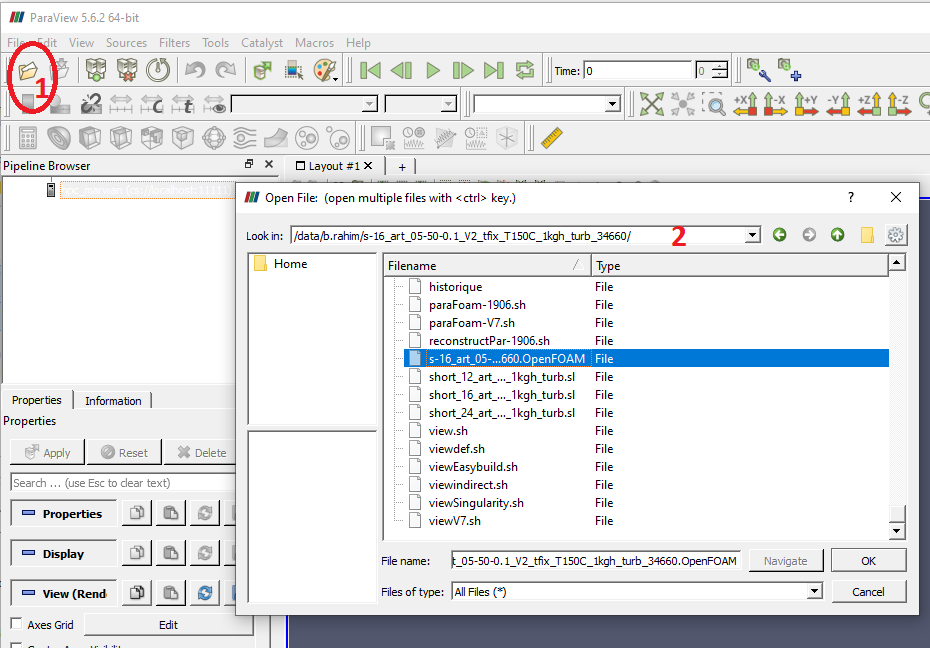 ParaView 5.6.2 64-bit
File Edit View Sources Filters Tools Catalyst Macros Help
1
Time: 0 0
+X -X +Y -Y +Z -Z
Pipeline Browser
Layout #1
+
Open File: (open multiple files with <ctrl> key.)
?
Look in: /data/b.rahim/s-16_art_05-50-0.1_V2_tfix_T150C_1kgh_turb_34660/
2
Home
Filename Type
historique File
paraFoam-1906.sh File
paraFoam-V7.sh File
reconstructPar-1906.sh File
s-16_art_05-...660.OpenFOAM File
short_12_art_..._1kgh_turb.sl File
short_16_art_..._1kgh_turb.sl File
short_24_art_..._1kgh_turb.sl File
view.sh File
viewdef.sh File
viewEasybuild.sh File
viewindirect.sh File
viewSingularity.sh File
viewV7.sh File
File name: t_05-50-0.1_V2_tfix_T150C_1kgh_turb_34660.OpenFOAM Navigate OK
Files of type: All Files (*) Cancel
Properties Information
Properties
Apply Reset Delete
Search ... (use Esc to clear text)
Properties
Display
View (Rend
Axes Grid Edit